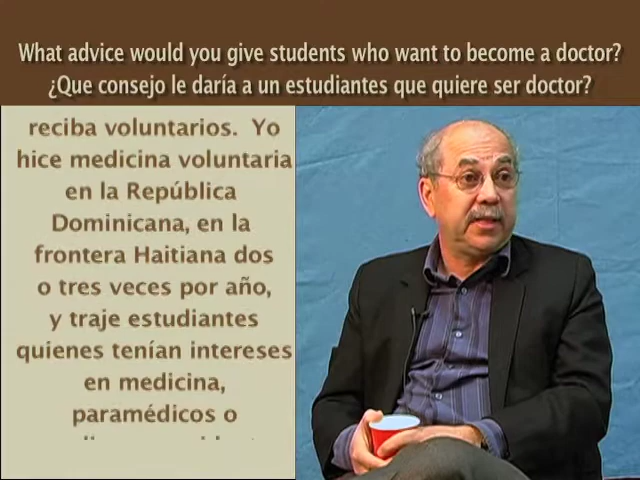 What advice would you give students who want to become a doctor?
¿Que consejo le daría a un estudiantes que quiere ser doctor?
reciba voluntarios. Yo
hice medicina voluntaria
en la República
Dominicana, en la
frontera Haitiana dos
o tres veces por año,
y traje estudiantes
quienes tenían intereses
en medicina,
paramédicos o